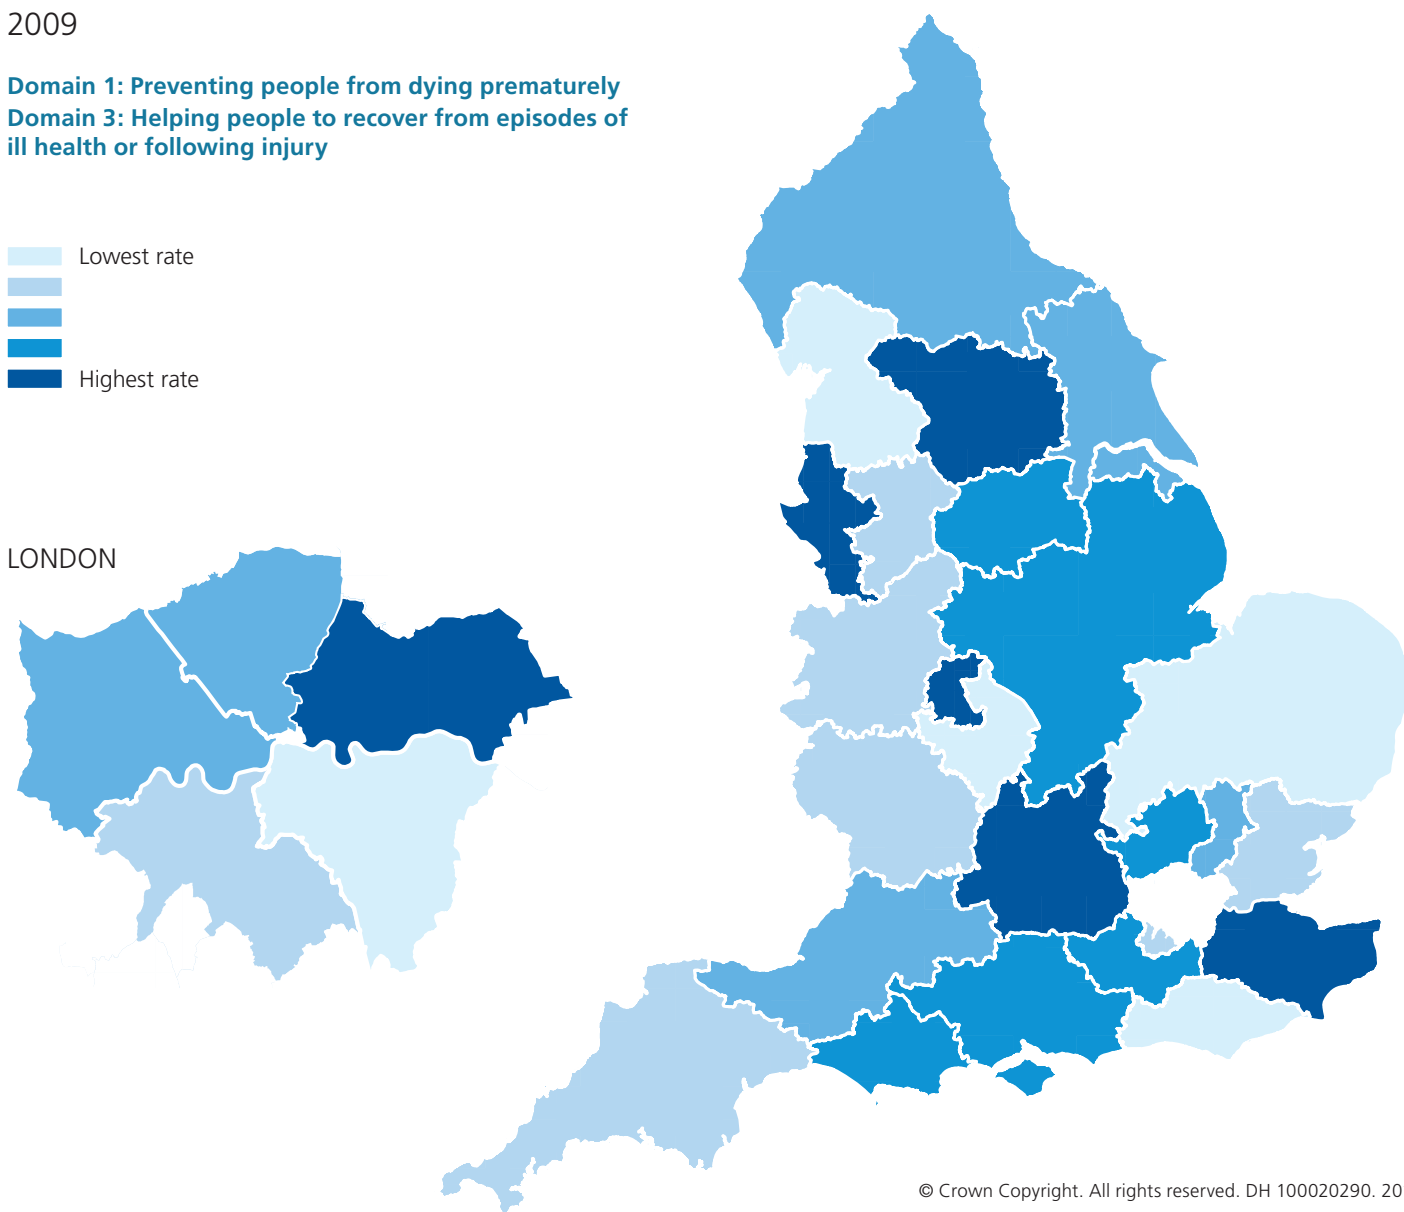 2009
Domain 1: Preventing people from dying prematurely
Domain 3: Helping people to recover from episodes of
ill health or following injury
Lowest rate
Highest rate
LONDON
© Crown Copyright. All rights reserved. DH 100020290. 20